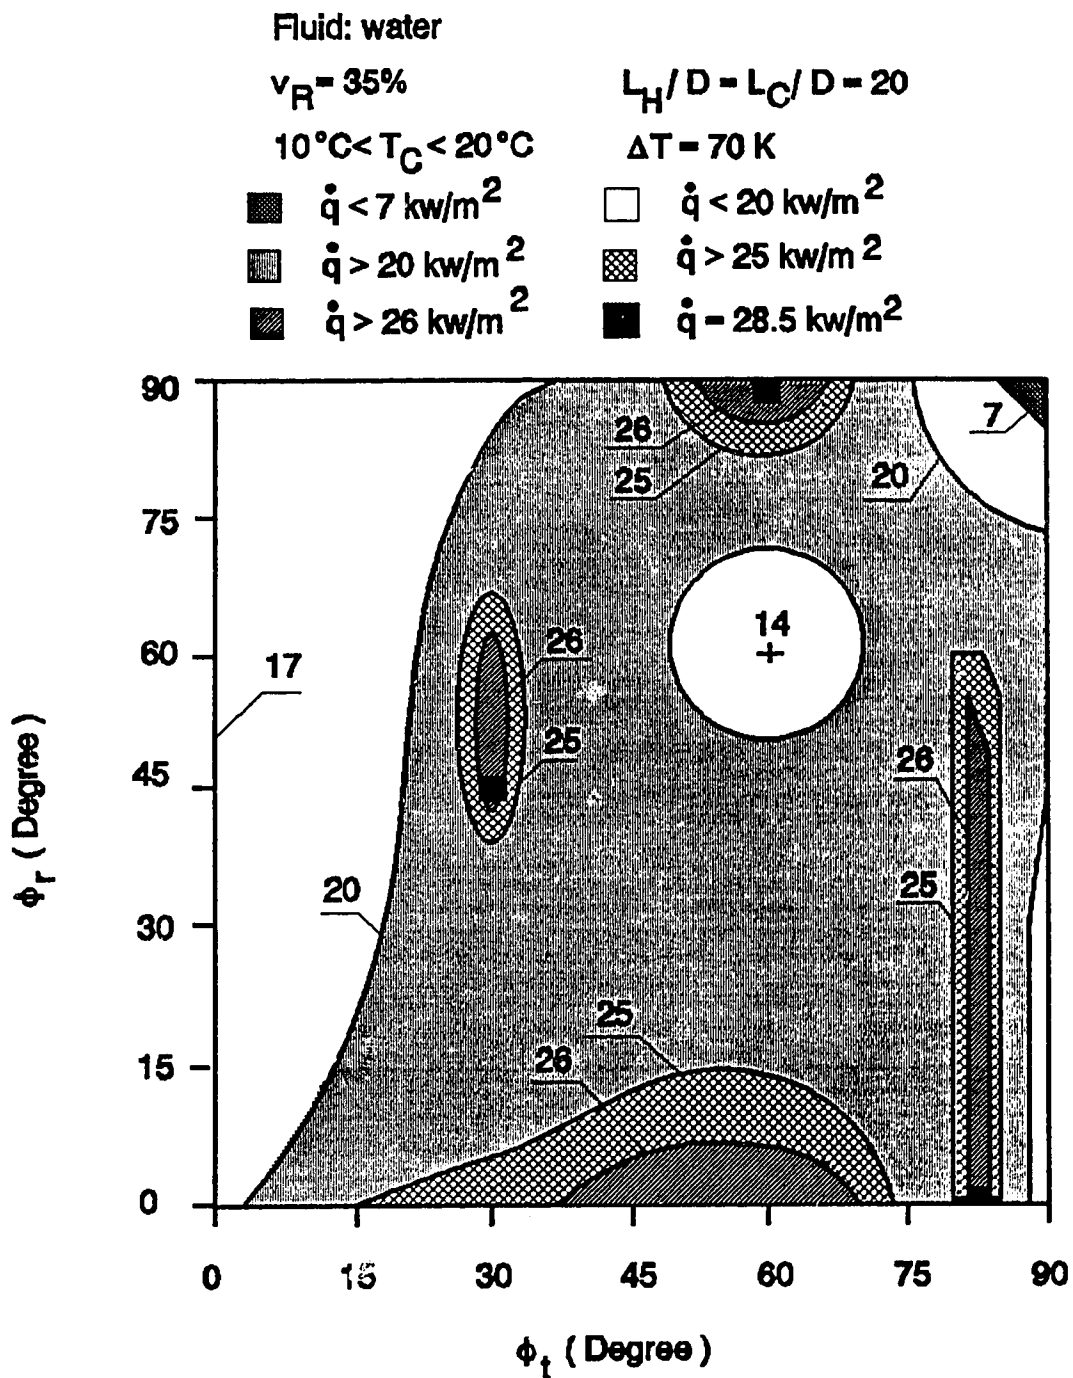 Fluid: water
v_R = 35%    L_H / D = L_C / D = 20
10°C < T_C < 20°C    ΔT = 70 K
q̇ < 7 kw/m²    q̇ < 20 kw/m²
q̇ > 20 kw/m²    q̇ > 25 kw/m²
q̇ > 26 kw/m²    q̇ = 28.5 kw/m²
90
75
60
45
30
15
0
ϕ_r ( Degree )
26
25
7
20
14
17
26
25
26
25
20
25
26
0 15 30 45 60 75 90
ϕ_t ( Degree )